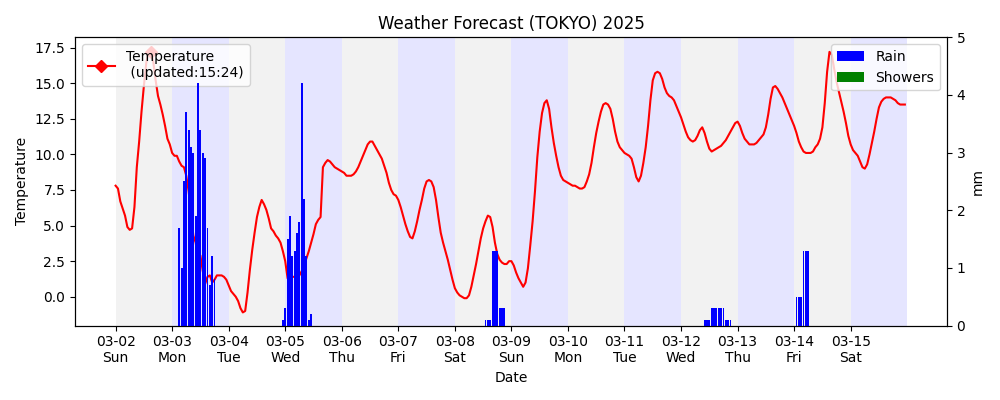 Weather Forecast (TOKYO) 2025
Temperature
(updated:15:24)
Rain
Showers
17.5
15.0
12.5
10.0
7.5
5.0
2.5
0.0
Temperature
5
4
3
2
1
0
mm
03-02 03-03 03-04 03-05 03-06 03-07 03-08 03-09 03-10 03-11 03-12 03-13 03-14 03-15
Sun Mon Tue Wed Thu Fri Sat Sun Mon Tue Wed Thu Fri Sat
Date